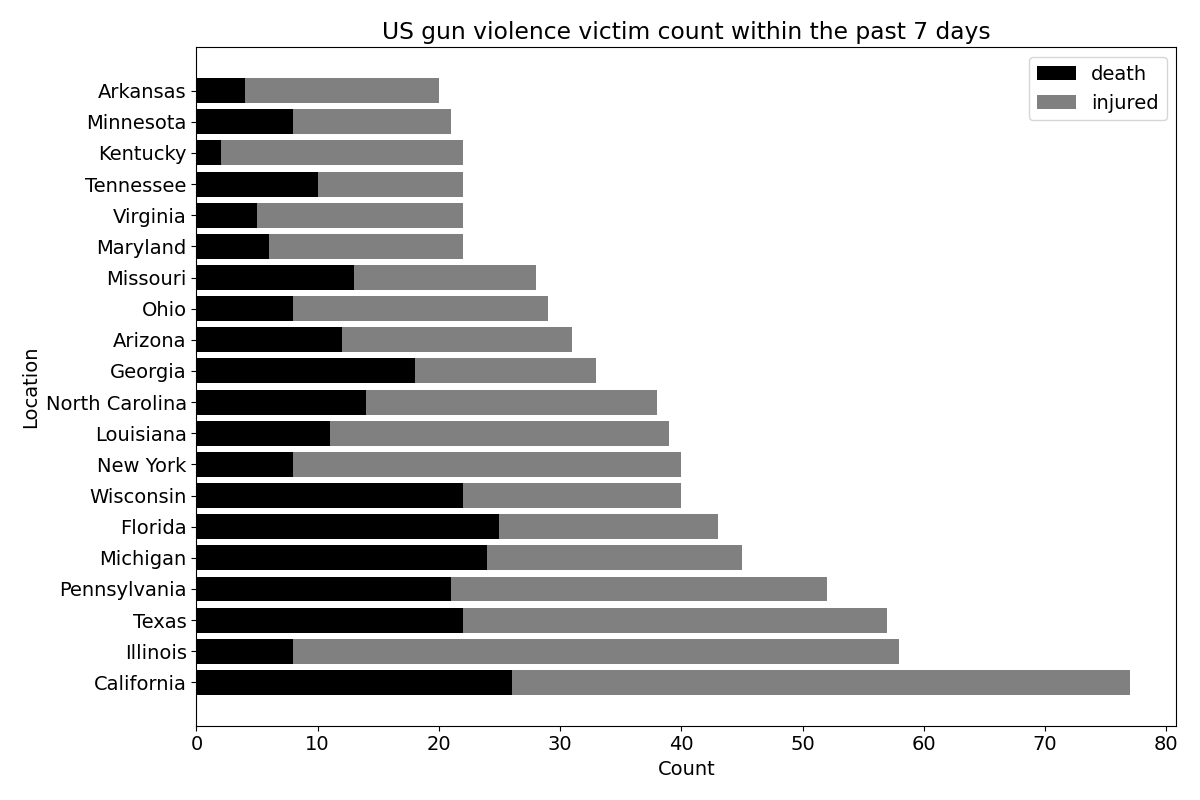 US gun violence victim count within the past 7 days
death
injured
Arkansas
Minnesota
Kentucky
Tennessee
Virginia
Maryland
Missouri
Ohio
Arizona
Georgia
North Carolina
Louisiana
New York
Wisconsin
Florida
Michigan
Pennsylvania
Texas
Illinois
California
Location
0 10 20 30 40 50 60 70 80
Count